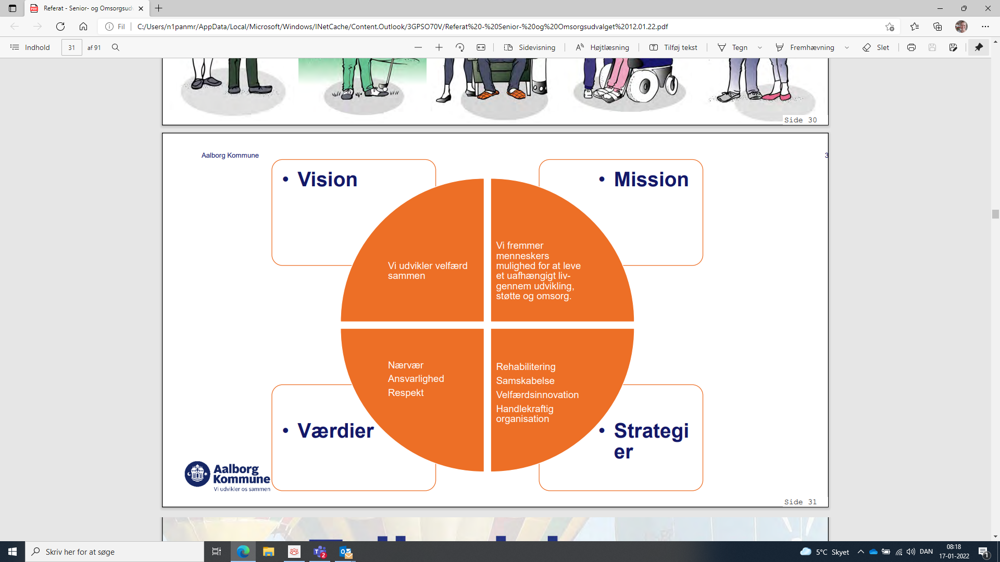 Referat - Senior- og Omsorgsud
Fil
C:/Users/n1panmr/AppData/Local/Microsoft/Windows/INetCache/Content.Outlook/3GPSO70V/Referat%20-%20Senior-%20og%20Omsorgsudvalget%2012.01.22.pdf
Indhold
31
af 91
Sidevisning
Højtlæsning
Tilføj tekst
Tegn
Fremhævning
Slet
Side 30
Aalborg Kommune
3
• Vision
• Mission
Vi udvikler velfærd
sammen
Vi fremmer
menneskers
mulighed for at leve
et uafhængigt liv-
gennem udvikling,
støtte og omsorg.
Nærvær
Ansvarlighed
Respekt
Rehabilitering
Samskabelse
Velfærdsinnovation
Handlekraftig
organisation
• Værdier
• Strategi
er
Aalborg
Kommune
Vi udvikler os sammen
Side 31
Skriv her for at søge
2
5°C Skyet
DAN
08:18
17-01-2022
1